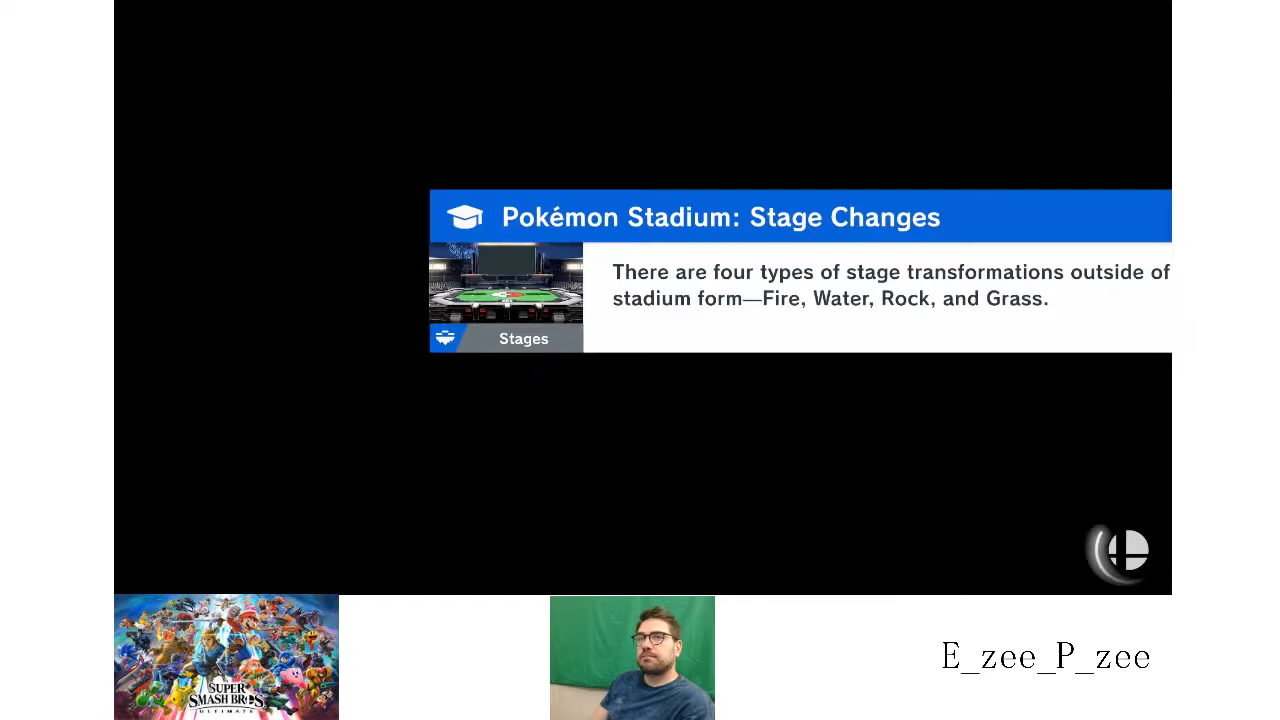 Pokémon Stadium: Stage Changes
There are four types of stage transformations outside of
stadium form—Fire, Water, Rock, and Grass.
Stages
SUPER
SMASH BROS.
ULTIMATE
E_zee_P_zee